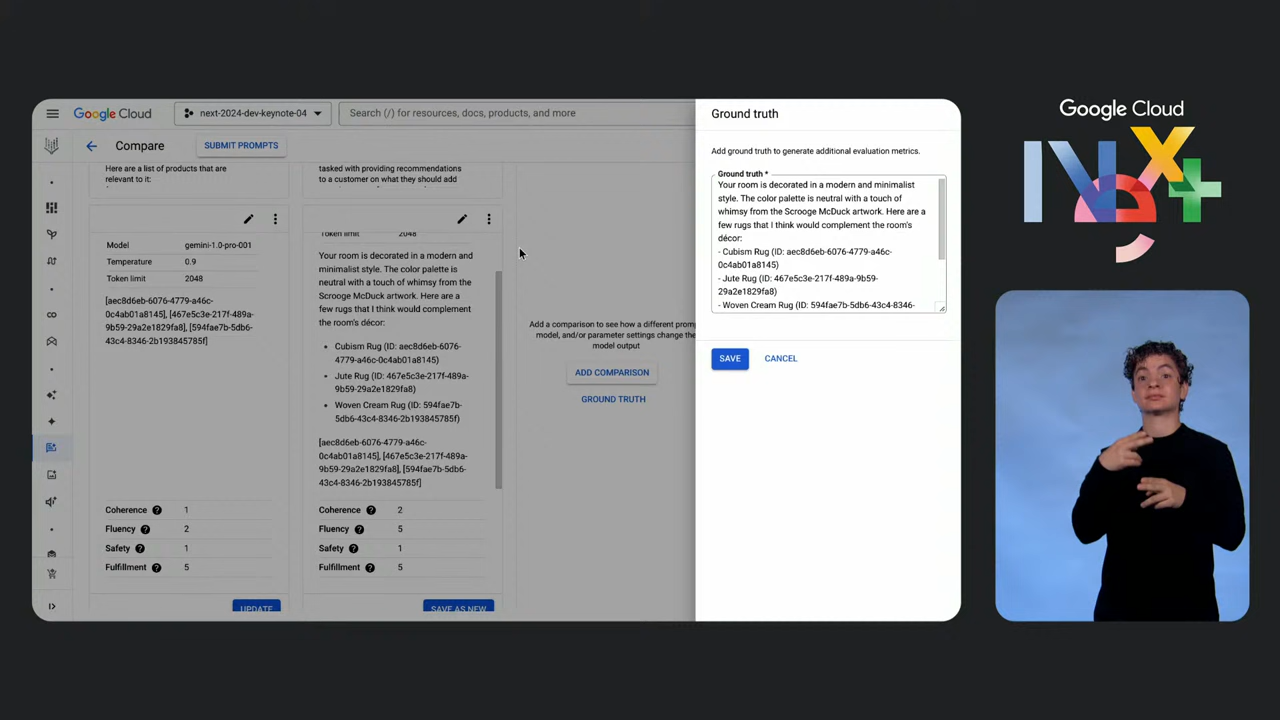 Google Cloud
next-2024-dev-keynote-04
Search (/) for resources, docs, products, and more
Compare
SUBMIT PROMPTS
Here are a list of products that are
relevant to it:
Model gemini-1.0-pro-001
Temperature 0.9
Token limit 2048
[aec8d6eb-6076-4779-a46c-
0c4ab01a8145], [467e5c3e-217f-489a-
9b59-29a2e1829fa8], [594fae7b-5db6-
43c4-8346-2b193845785f]
Coherence 1
Fluency 2
Safety 1
Fulfillment 5
UPDATE
tasked with providing recommendations
to a customer on what they should add
Token limit 2048
Your room is decorated in a modern and
minimalist style. The color palette is
neutral with a touch of whimsy from the
Scrooge McDuck artwork. Here are a
few rugs that I think would complement
the room's décor:
• Cubism Rug (ID: aec8d6eb-6076-
4779-a46c-0c4ab01a8145)
• Jute Rug (ID: 467e5c3e-217f-489a-
9b59-29a2e1829fa8)
• Woven Cream Rug (ID: 594fae7b-
5db6-43c4-8346-2b193845785f)
[aec8d6eb-6076-4779-a46c-
0c4ab01a8145], [467e5c3e-217f-489a-
9b59-29a2e1829fa8], [594fae7b-5db6-
43c4-8346-2b193845785f]
Coherence 2
Fluency 5
Safety 1
Fulfillment 5
SAVE AS NEW
Add a comparison to see how a different
model, and/or parameter settings change the
model output
ADD COMPARISON
GROUND TRUTH
Ground truth
Add ground truth to generate additional evaluation metrics.
Ground truth *
Your room is decorated in a modern and minimalist
style. The color palette is neutral with a touch of
whimsy from the Scrooge McDuck artwork. Here are a
few rugs that I think would complement the room's
décor:
- Cubism Rug (ID: aec8d6eb-6076-4779-a46c-
0c4ab01a8145)
- Jute Rug (ID: 467e5c3e-217f-489a-9b59-
29a2e1829fa8)
- Woven Cream Rug (ID: 594fae7b-5db6-43c4-8346-
SAVE
CANCEL
Google Cloud
Next